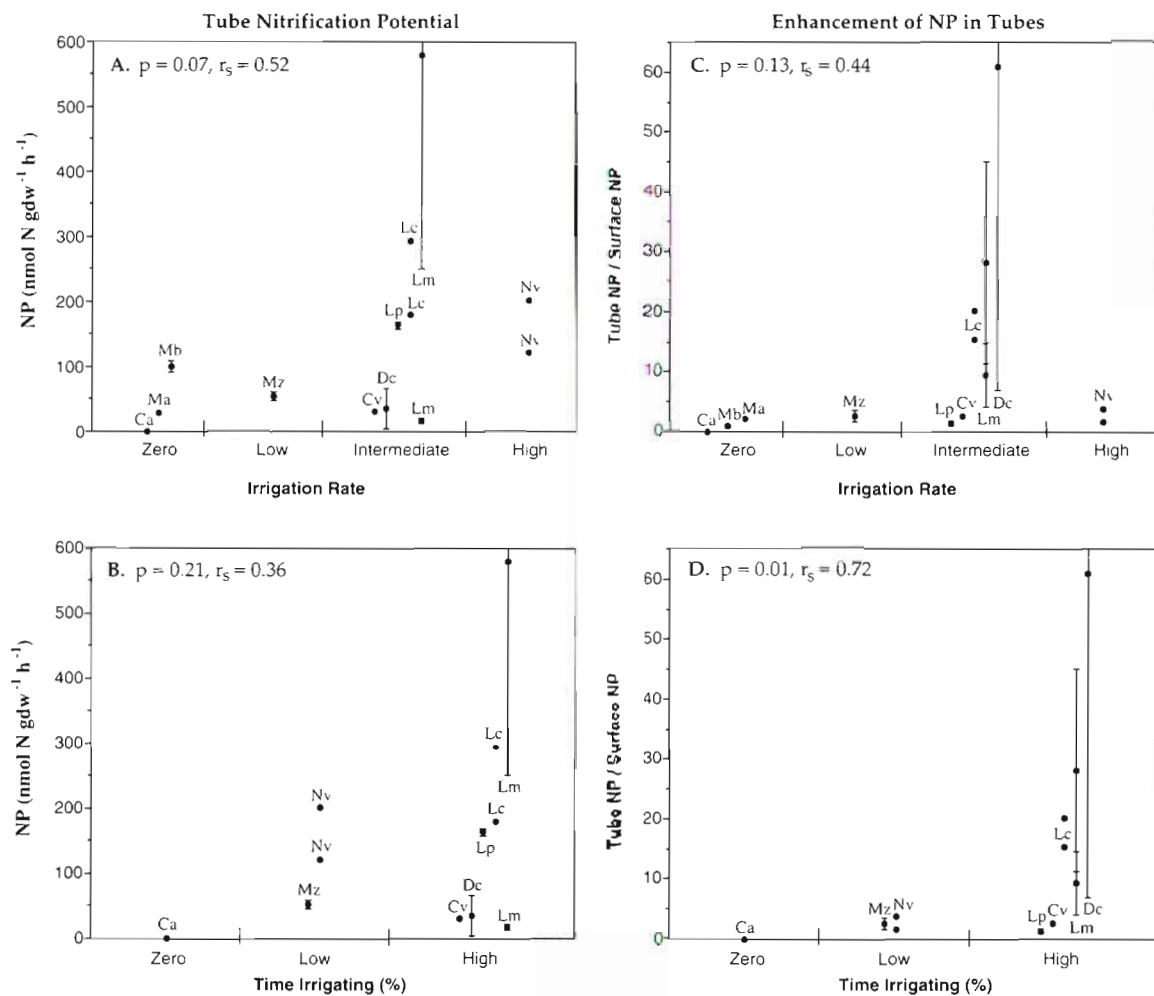 Tube Nitrification Potential
Enhancement of NP in Tubes
A. p = 0.07, rs = 0.52
NP (nmol N gdw-1 h-1)
600
500
400
300
200
100
0
Ca
Ma
Mb
Mz
Cv
Dc
Lp
Lc
Lc
Lm
Lm
Nv
Nv
Zero Low Intermediate High
Irrigation Rate
C. p = 0.13, rs = 0.44
Tube NP / Surface NP
60
50
40
30
20
10
0
Ca
Mb
Ma
Mz
Lp
Cv
Lc
Lm
Dc
Nv
Zero Low Intermediate High
Irrigation Rate
B. p = 0.21, rs = 0.36
NP (nmol N gdw-1 h-1)
600
500
400
300
200
100
0
Ca
Mz
Nv
Nv
Cv
Dc
Lp
Lc
Lc
Lm
Lm
Zero Low High
Time Irrigating (%)
D. p = 0.01, rs = 0.72
Tube NP / Surface NP
60
50
40
30
20
10
0
Ca
Mz
Nv
Lp
Cv
Lc
Lm
Dc
Zero Low High
Time Irrigating (%)